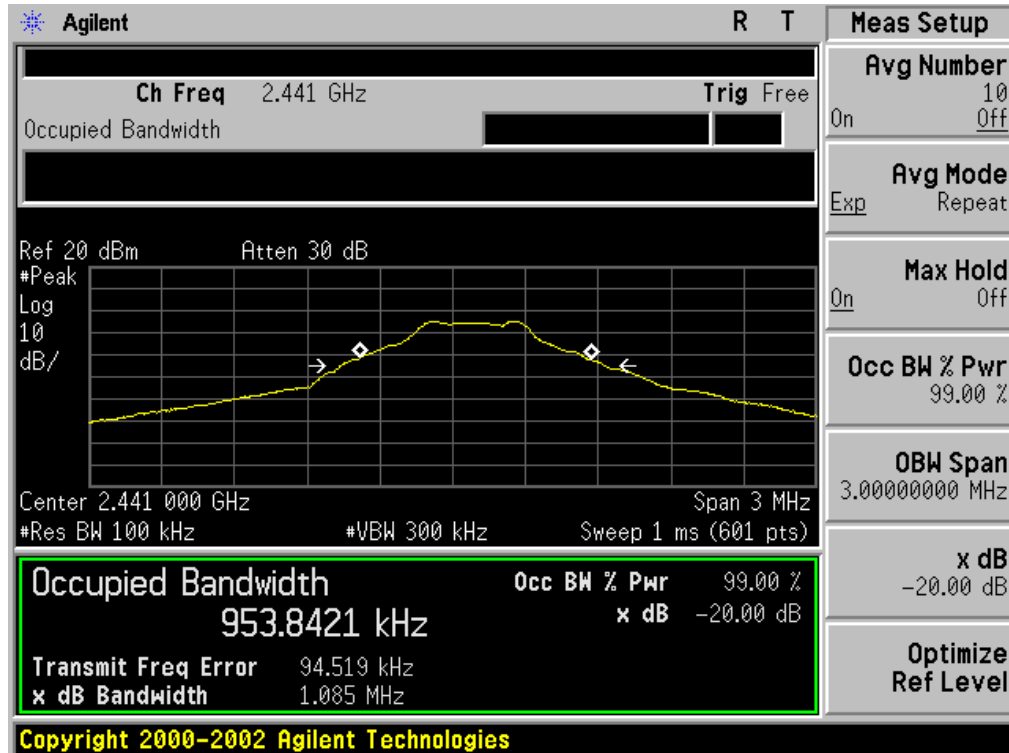 Agilent R T
Ch Freq 2.441 GHz Trig Free
Occupied Bandwidth
Ref 20 dBm Atten 30 dB
#Peak
Log
10
dB/
Center 2.441 000 GHz Span 3 MHz
#Res BW 100 kHz #VBW 300 kHz Sweep 1 ms (601 pts)
Occupied Bandwidth Occ BW % Pwr 99.00 %
953.8421 kHz x dB -20.00 dB
Transmit Freq Error 94.519 kHz
x dB Bandwidth 1.085 MHz
Copyright 2000-2002 Agilent Technologies
Meas Setup
Avg Number
10
On Off
Avg Mode
Exp Repeat
Max Hold
On Off
Occ BW % Pwr
99.00 %
OBW Span
3.00000000 MHz
x dB
-20.00 dB
Optimize
Ref Level